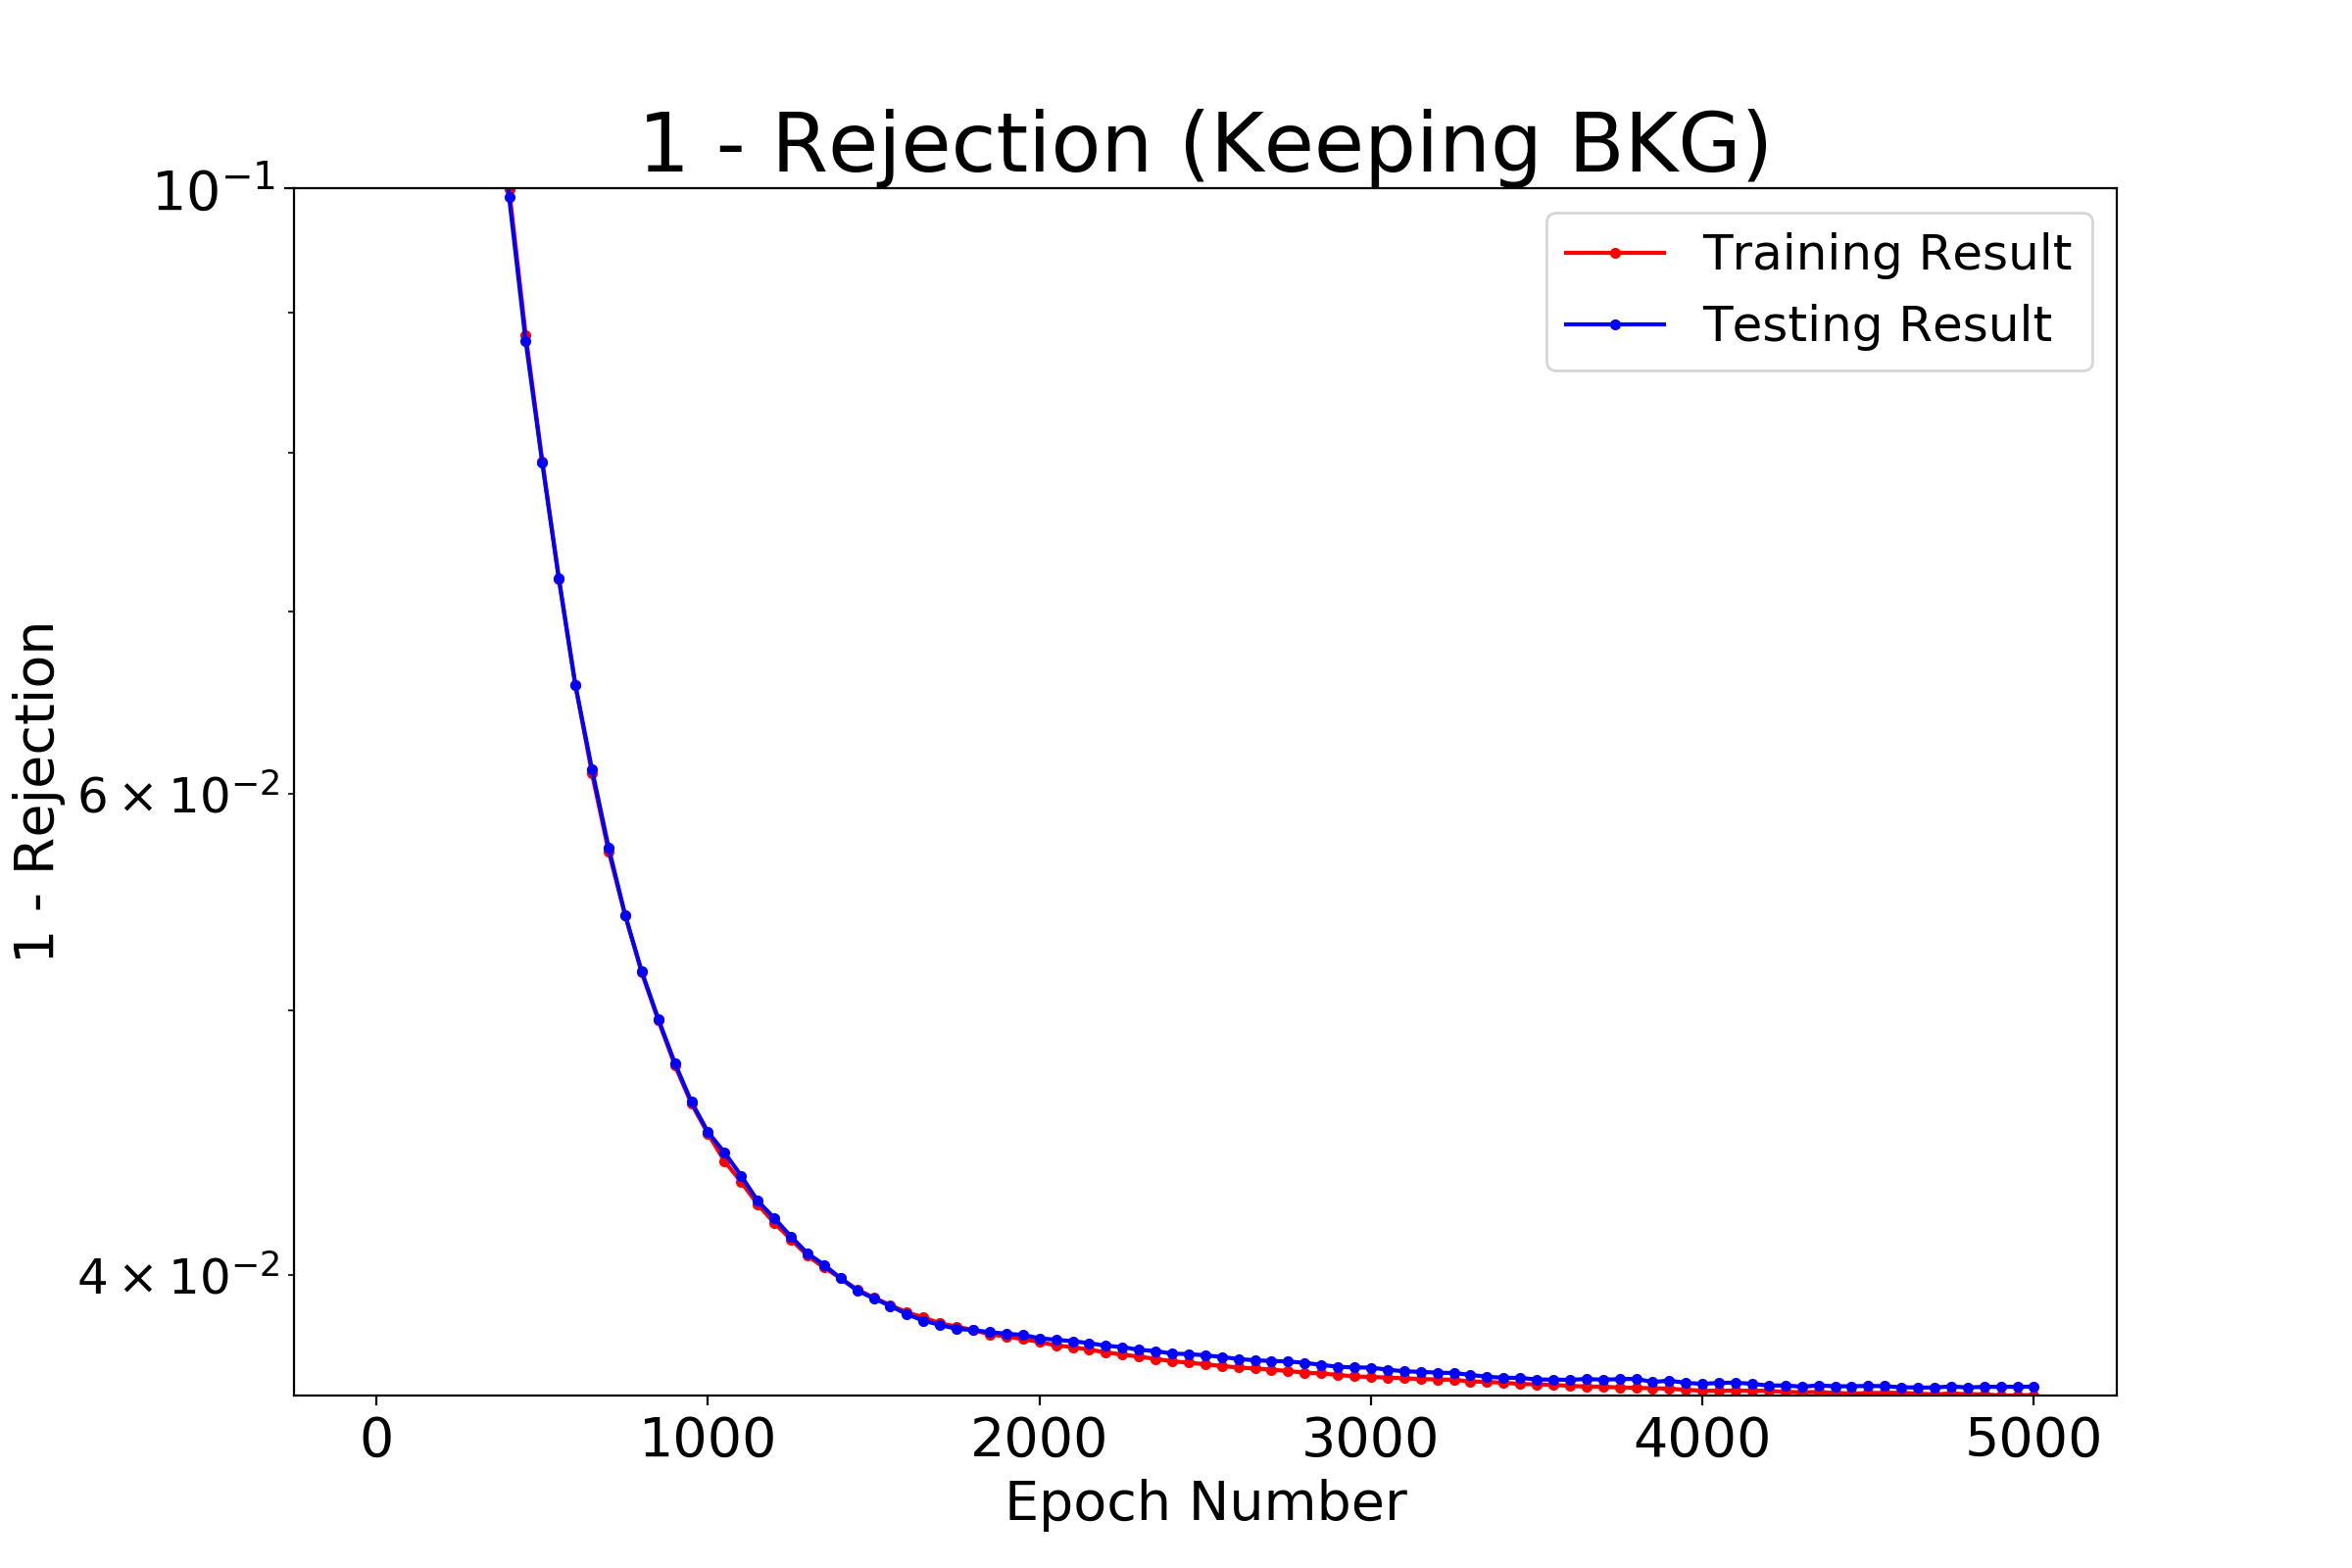 1 - Rejection (Keeping BKG)
10⁻¹
Training Result
Testing Result
1 - Rejection
6 × 10⁻²
4 × 10⁻²
0 1000 2000 3000 4000 5000
Epoch Number